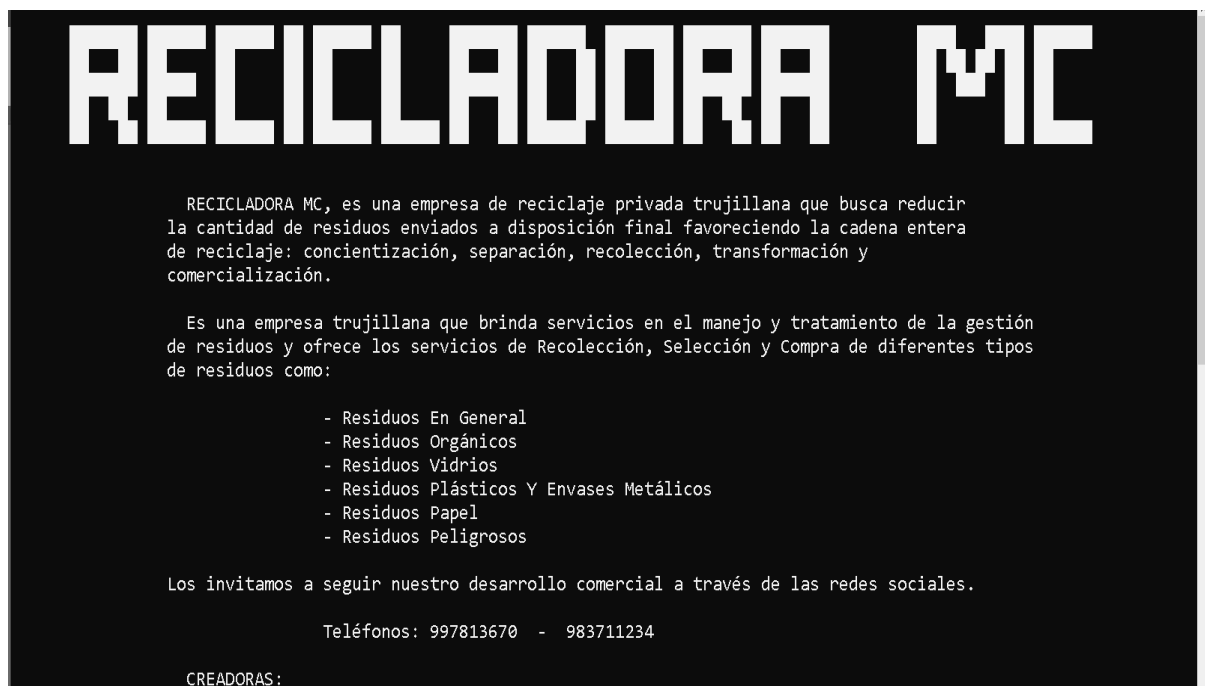 RECICLADORA MC
RECICLADORA MC, es una empresa de reciclaje privada trujillana que busca reducir
la cantidad de residuos enviados a disposición final favoreciendo la cadena entera
de reciclaje: concientización, separación, recolección, transformación y
comercialización.
Es una empresa trujillana que brinda servicios en el manejo y tratamiento de la gestión
de residuos y ofrece los servicios de Recolección, Selección y Compra de diferentes tipos
de residuos como:
- Residuos En General
- Residuos Orgánicos
- Residuos Vidrios
- Residuos Plásticos Y Envases Metálicos
- Residuos Papel
- Residuos Peligrosos
Los invitamos a seguir nuestro desarrollo comercial a través de las redes sociales.
Teléfonos: 997813670 - 983711234
CREADORAS: